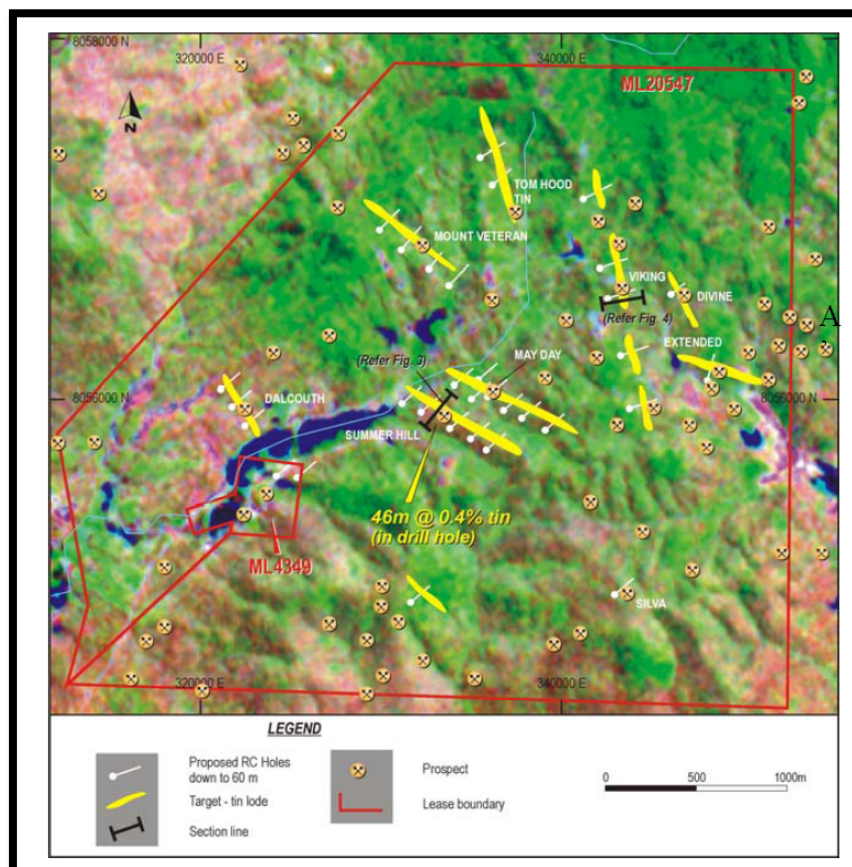 8058000 N
320000 E
340000 E
ML20547
N
TOM HOOD
TIN
MOUNT VETERAN
VIKING
DIVINE
(Refer Fig. 4)
A
EXTENDED
(Refer Fig. 3)
MAY DAY
DALCOUTH
8056000 N
8056000 N
SUMMER HILL
46m @ 0.4% tin
(in drill hole)
ML4349
SILVA
320000 E
340000 E
LEGEND
Proposed RC Holes
down to 60 m
Target - tin lode
Section line
Prospect
Lease boundary
0 500 1000m